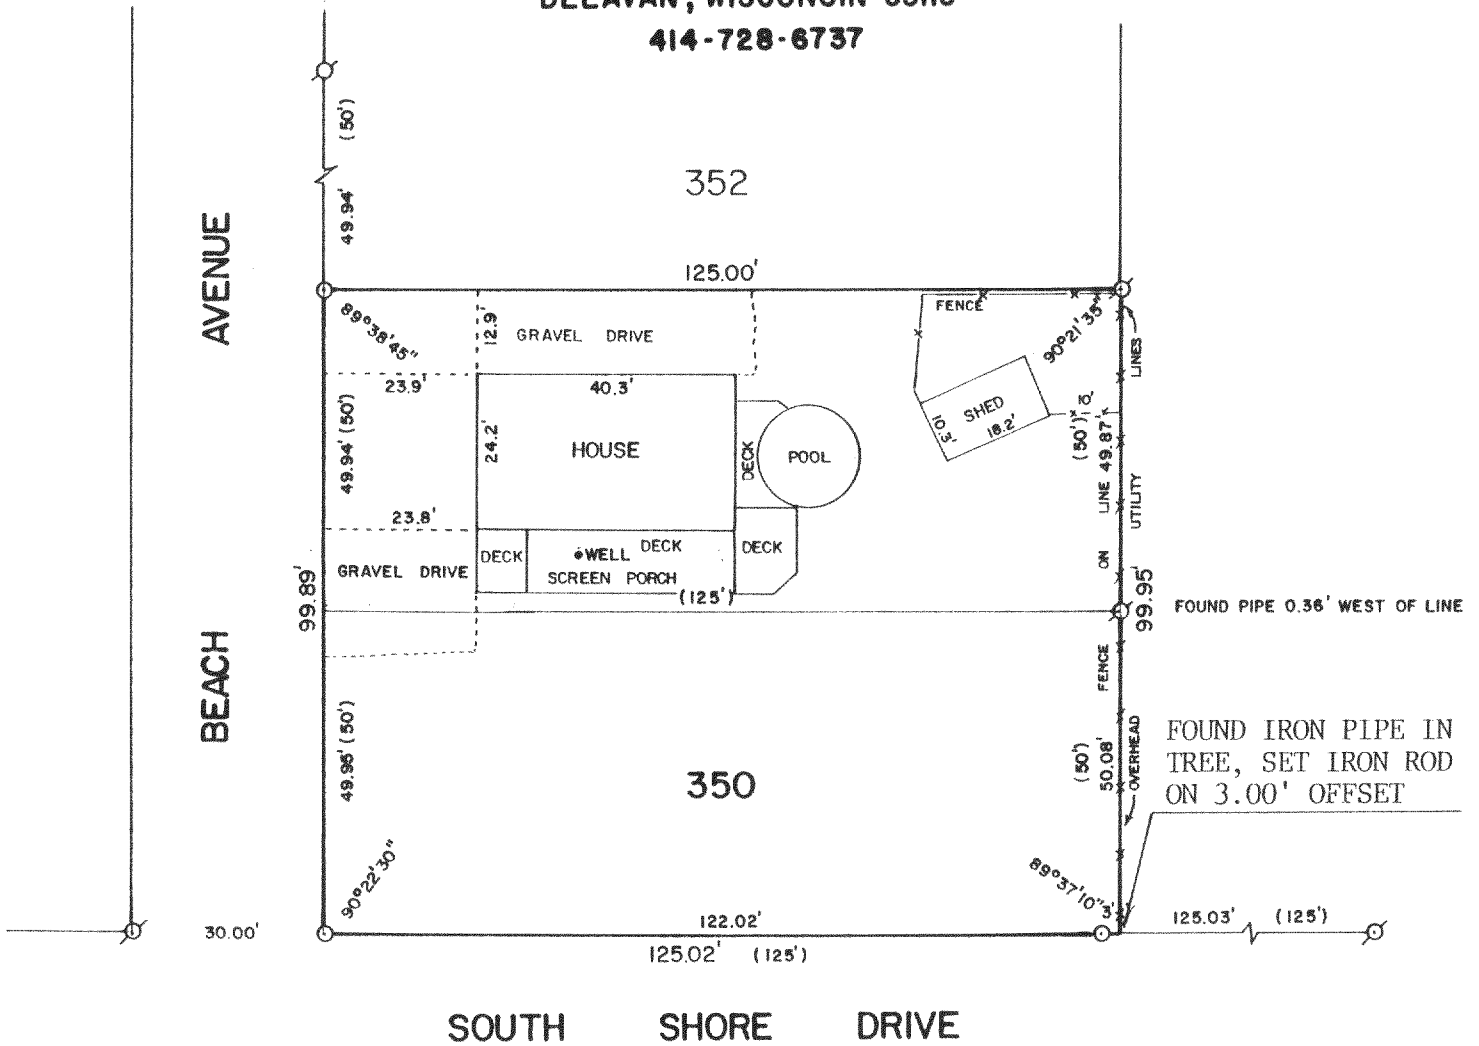 414-728-6737
(50')
49.94'
352
AVENUE
125.00'
89°38'45"
12.9'
GRAVEL DRIVE
FENCE
90°21'35"
LINES
23.9'
40.3'
10.3'
SHED
18.2'
10'
49.94' (50')
24.2'
HOUSE
DECK
POOL
(50')
49.87'
23.8'
LINE
UTILITY
GRAVEL DRIVE
DECK
WELL
DECK
SCREEN PORCH
DECK
ON
99.89'
(125')
99.95'
FOUND PIPE 0.36' WEST OF LINE
BEACH
FENCE
49.95' (50')
350
(50')
50.08'
OVERHEAD
FOUND IRON PIPE IN
TREE, SET IRON ROD
ON 3.00' OFFSET
90°22'30"
89°37'10"
3'
30.00'
122.02'
125.03' (125')
125.02' (125')
SOUTH SHORE DRIVE